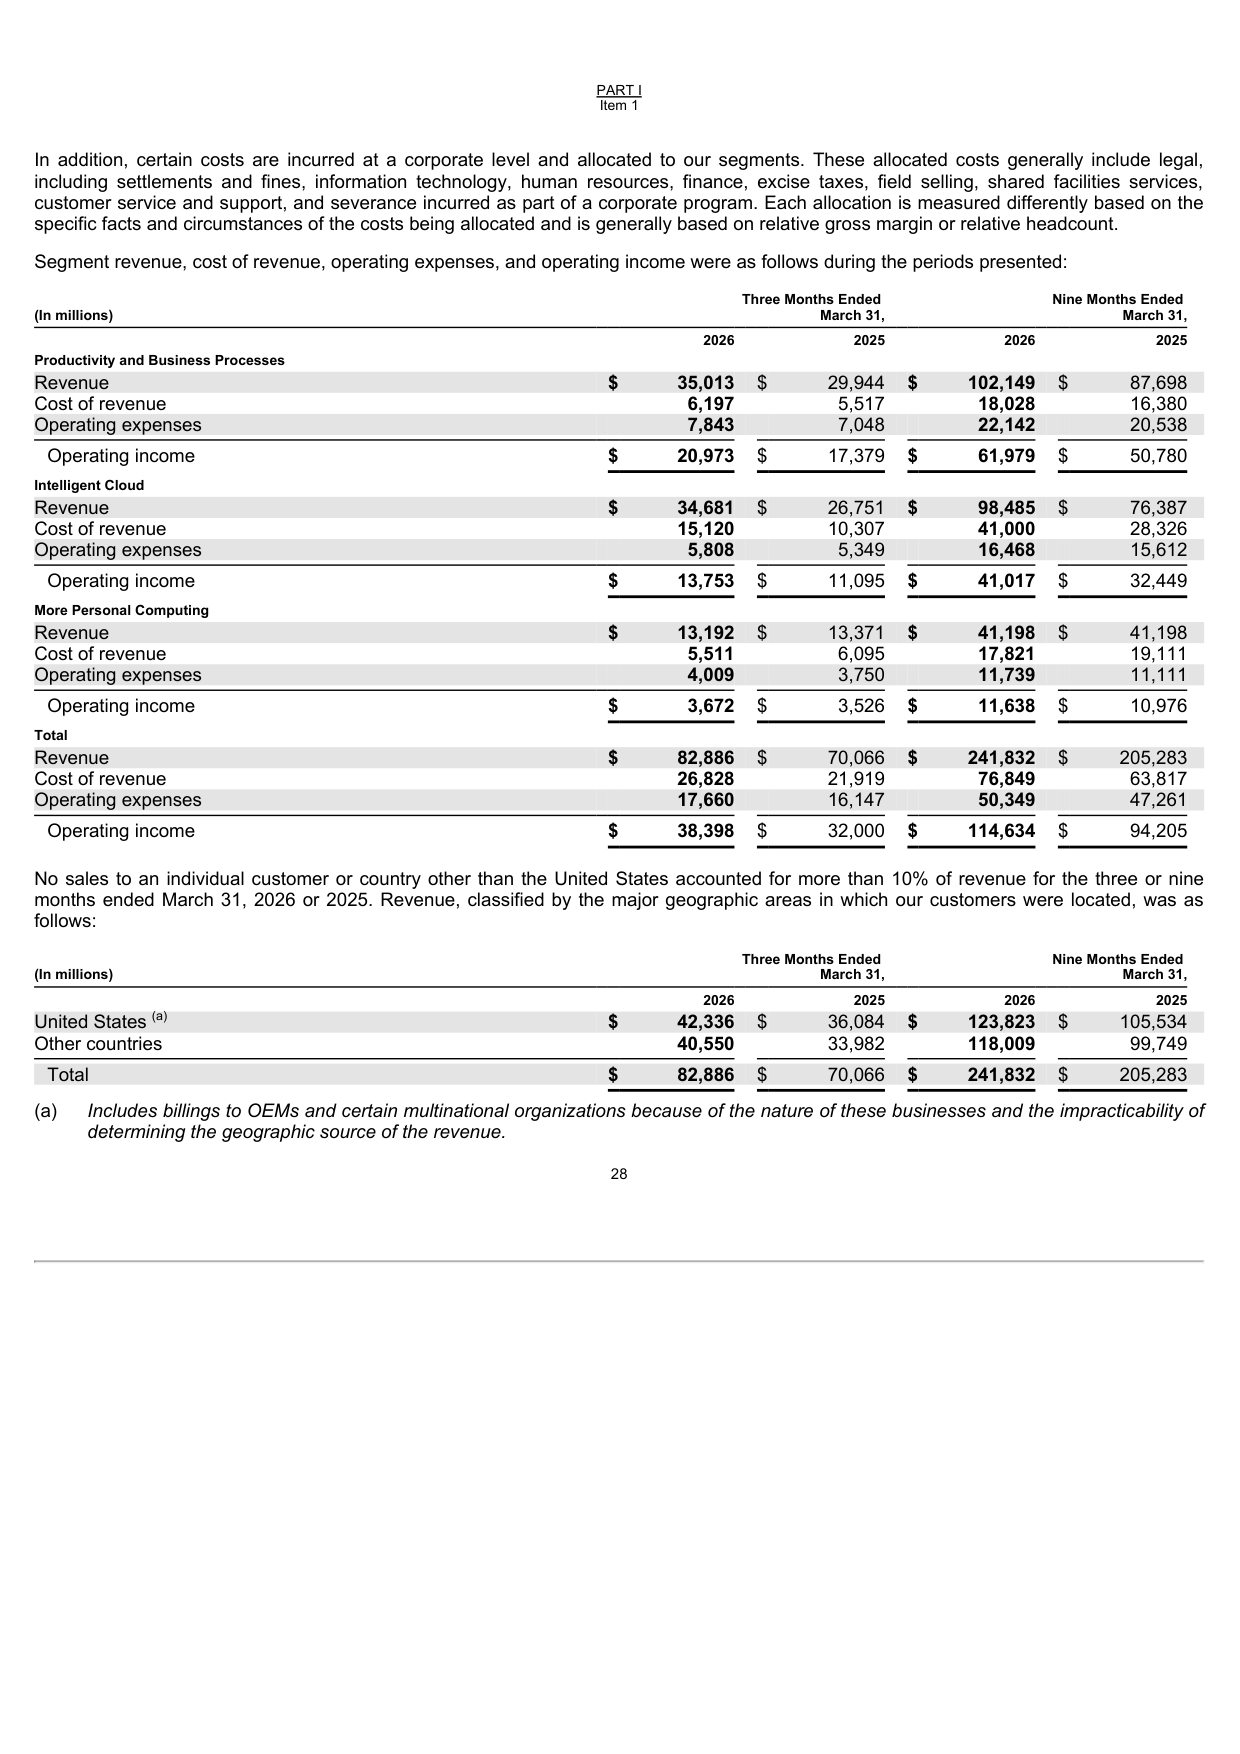 PART I
Item 1
In addition, certain costs are incurred at a corporate level and allocated to our segments. These allocated costs generally include legal,
including settlements and fines, information technology, human resources, finance, excise taxes, field selling, shared facilities services,
customer service and support, and severance incurred as part of a corporate program. Each allocation is measured differently based on the
specific facts and circumstances of the costs being allocated and is generally based on relative gross margin or relative headcount.
Segment revenue, cost of revenue, operating expenses, and operating income were as follows during the periods presented:
Three Months Ended Nine Months Ended
(In millions) March 31, March 31,
2026 2025 2026 2025
Productivity and Business Processes
Revenue $ 35,013 $ 29,944 $ 102,149 $ 87,698
Cost of revenue 6,197 5,517 18,028 16,380
Operating expenses 7,843 7,048 22,142 20,538
Operating income $ 20,973 $ 17,379 $ 61,979 $ 50,780
Intelligent Cloud
Revenue $ 34,681 $ 26,751 $ 98,485 $ 76,387
Cost of revenue 15,120 10,307 41,000 28,326
Operating expenses 5,808 5,349 16,468 15,612
Operating income $ 13,753 $ 11,095 $ 41,017 $ 32,449
More Personal Computing
Revenue $ 13,192 $ 13,371 $ 41,198 $ 41,198
Cost of revenue 5,511 6,095 17,821 19,111
Operating expenses 4,009 3,750 11,739 11,111
Operating income $ 3,672 $ 3,526 $ 11,638 $ 10,976
Total
Revenue $ 82,886 $ 70,066 $ 241,832 $ 205,283
Cost of revenue 26,828 21,919 76,849 63,817
Operating expenses 17,660 16,147 50,349 47,261
Operating income $ 38,398 $ 32,000 $ 114,634 $ 94,205
No sales to an individual customer or country other than the United States accounted for more than 10% of revenue for the three or nine
months ended March 31, 2026 or 2025. Revenue, classified by the major geographic areas in which our customers were located, was as
follows:
Three Months Ended Nine Months Ended
(In millions) March 31, March 31,
2026 2025 2026 2025
United States (a) $ 42,336 $ 36,084 $ 123,823 $ 105,534
Other countries 40,550 33,982 118,009 99,749
Total $ 82,886 $ 70,066 $ 241,832 $ 205,283
(a) Includes billings to OEMs and certain multinational organizations because of the nature of these businesses and the impracticability of
determining the geographic source of the revenue.
28